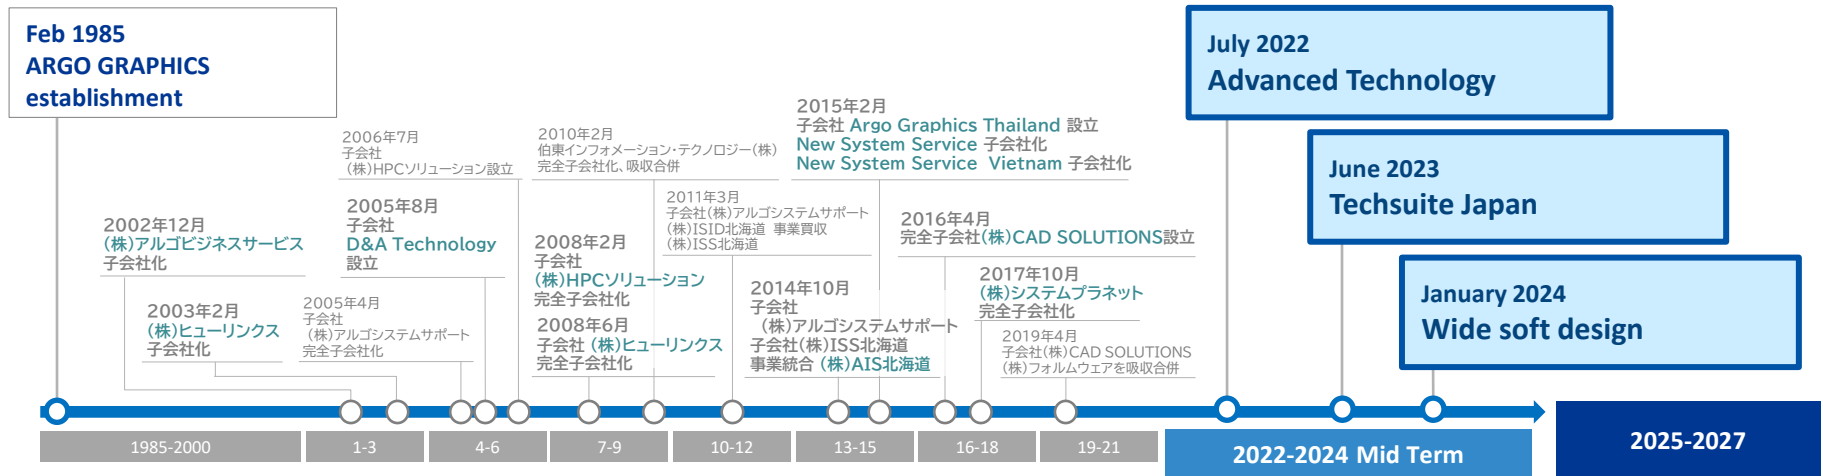 Feb 1985
ARGO GRAPHICS
establishment
2002年12月
(株)アルゴビジネスサービス
子会社化
2003年2月
(株)ヒューリンクス
子会社化
2005年4月
子会社
(株)アルゴシステムサポート
完全子会社化
2005年8月
子会社
D&A Technology
設立
2006年7月
子会社
(株)HPCソリューション設立
2008年2月
子会社
(株)HPCソリューション
完全子会社化
2008年6月
子会社 (株)ヒューリンクス
完全子会社化
2010年2月
伯東インフォメーション・テクノロジー(株)
完全子会社化、吸収合併
2011年3月
子会社(株)アルゴシステムサポート
(株)ISID北海道 事業買収
(株)ISS北海道
2014年10月
子会社
(株)アルゴシステムサポート
子会社(株)ISS北海道
事業統合 (株)AIS北海道
2015年2月
子会社 Argo Graphics Thailand 設立
New System Service 子会社化
New System Service Vietnam 子会社化
2016年4月
完全子会社(株)CAD SOLUTIONS設立
2017年10月
(株)システムプラネット
完全子会社化
2019年4月
子会社(株)CAD SOLUTIONS
(株)フォルムウェアを吸収合併
July 2022
Advanced Technology
June 2023
Techsuite Japan
January 2024
Wide soft design
1985-2000
1-3
4-6
7-9
10-12
13-15
16-18
19-21
2022-2024 Mid Term
2025-2027